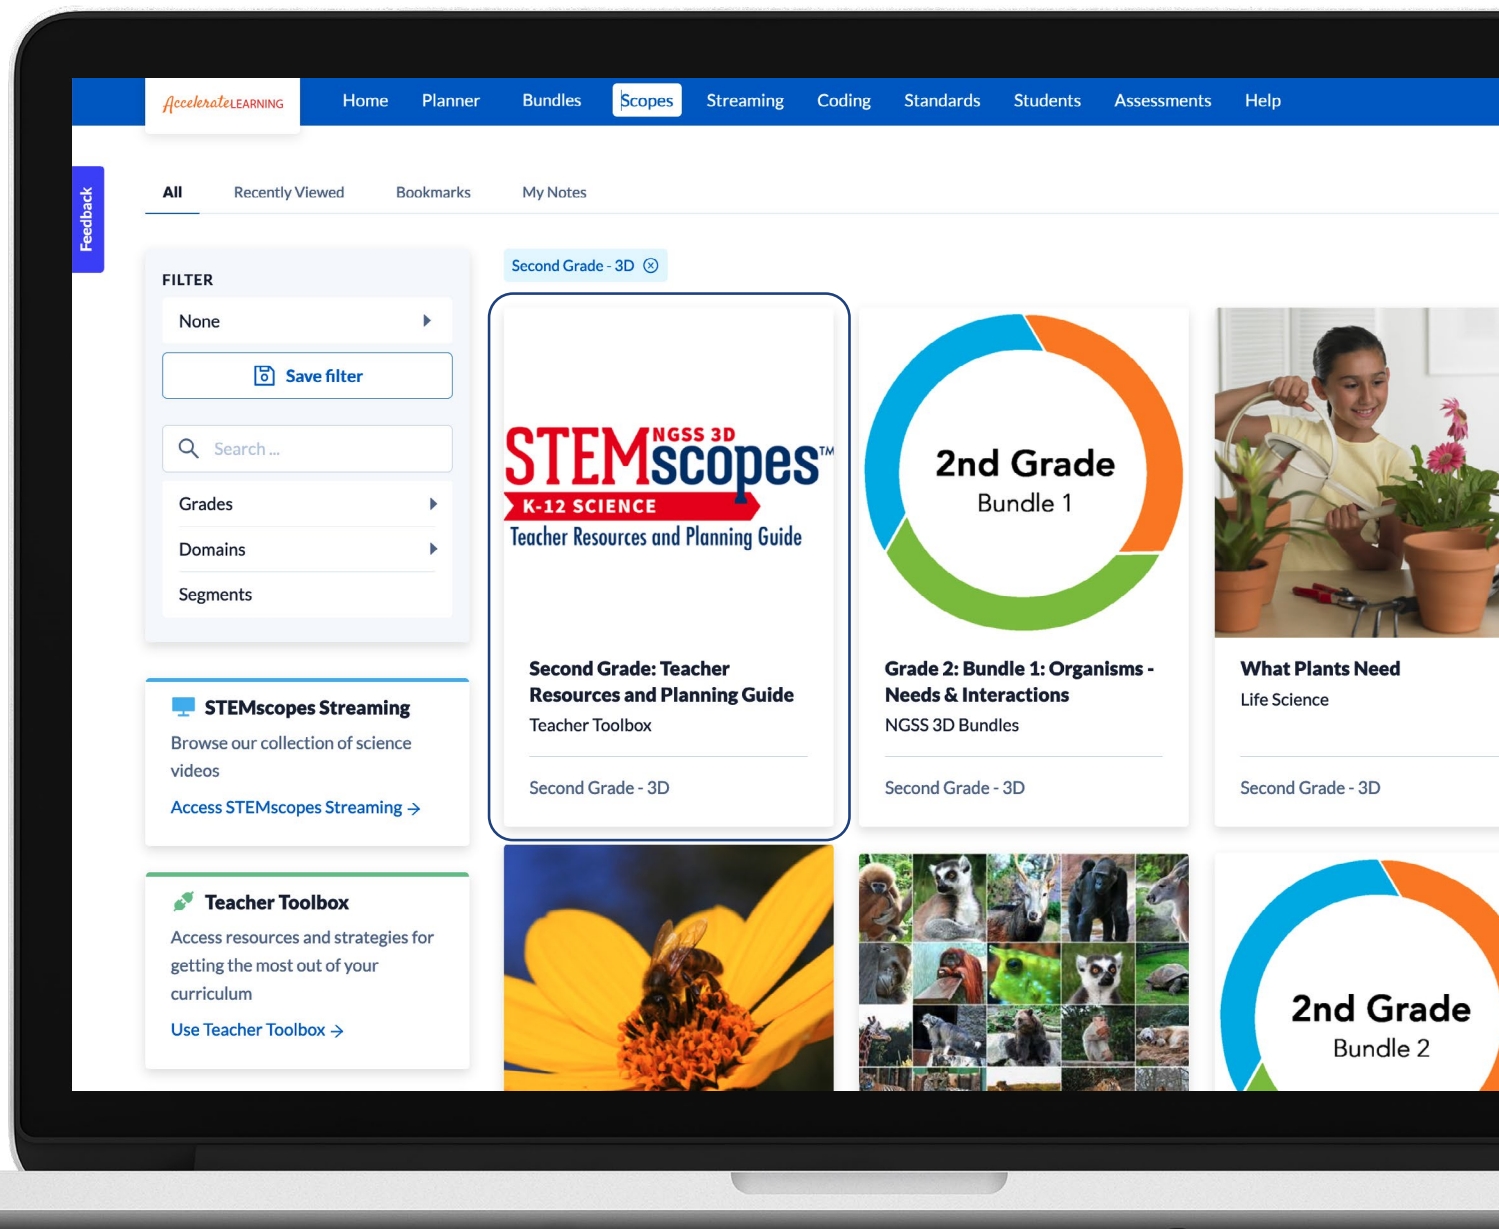 AccelerateLEARNING
Home Planner Bundles Scopes Streaming Coding Standards Students Assessments Help
Feedback
All Recently Viewed Bookmarks My Notes
FILTER
None
Save filter
Search ...
Grades
Domains
Segments
STEMscopes Streaming
Browse our collection of science
videos
Access STEMscopes Streaming →
Teacher Toolbox
Access resources and strategies for
getting the most out of your
curriculum
Use Teacher Toolbox →
Second Grade - 3D
NGSS 3D
STEMscopes™
K-12 SCIENCE
Teacher Resources and Planning Guide
Second Grade: Teacher
Resources and Planning Guide
Teacher Toolbox
Second Grade - 3D
2nd Grade
Bundle 1
Grade 2: Bundle 1: Organisms -
Needs & Interactions
NGSS 3D Bundles
Second Grade - 3D
What Plants Need
Life Science
Second Grade - 3D
2nd Grade
Bundle 2